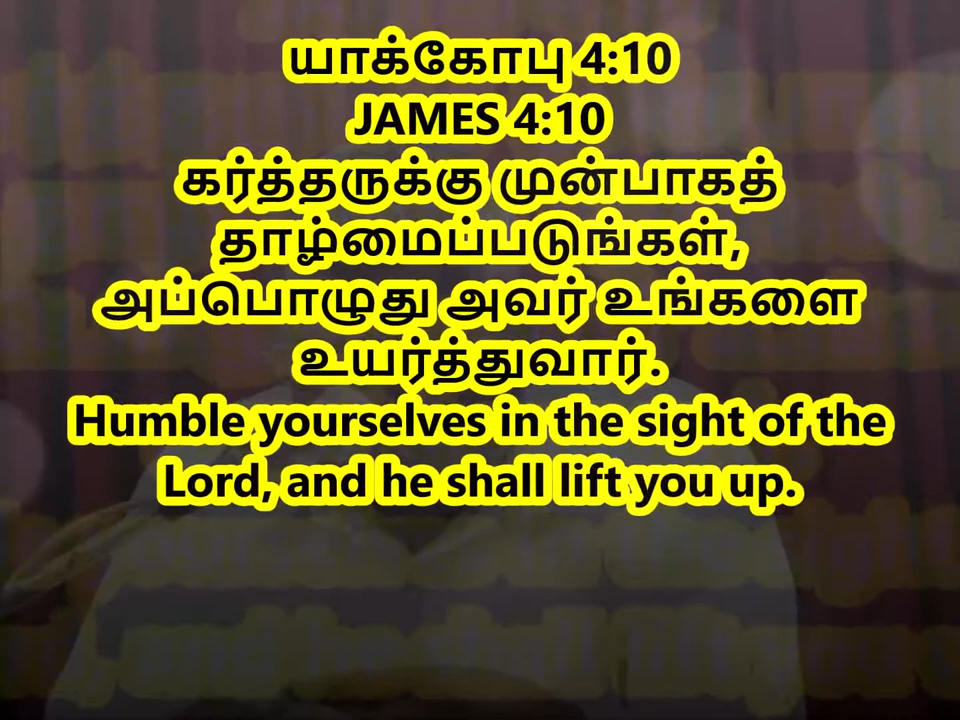 யாக்கோபு 4:10
JAMES 4:10
கர்த்தருக்கு முன்பாகத்
தாழ்மைப்படுங்கள்,
அப்பொழுது அவர் உங்களை
உயர்த்துவார்.
Humble yourselves in the sight of the
Lord, and he shall lift you up.